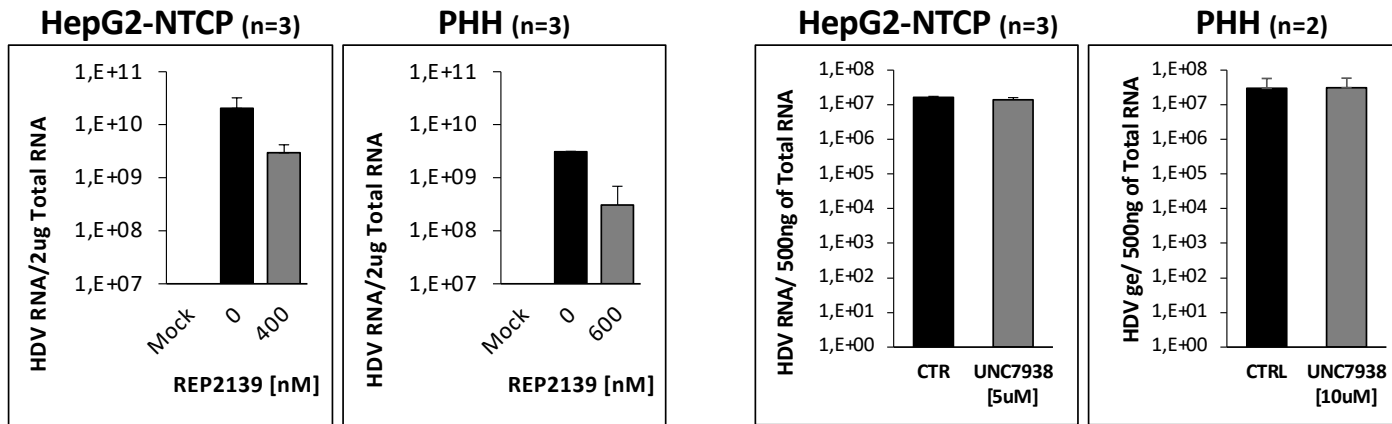 HepG2-NTCP (n=3)
HDV RNA/2ug Total RNA
1,E+11
1,E+10
1,E+09
1,E+08
1,E+07
Mock
0
400
REP2139 [nM]
PHH (n=3)
HDV RNA/2ug Total RNA
1,E+11
1,E+10
1,E+09
1,E+08
1,E+07
Mock
0
600
REP2139 [nM]
HepG2-NTCP (n=3)
HDV RNA/ 500ng of Total RNA
1,E+08
1,E+07
1,E+06
1,E+05
1,E+04
1,E+03
1,E+02
1,E+01
1,E+00
CTR
UNC7938
[5uM]
PHH (n=2)
HDV ge/ 500ng of Total RNA
1,E+08
1,E+07
1,E+06
1,E+05
1,E+04
1,E+03
1,E+02
1,E+01
1,E+00
CTRL
UNC7938
[10uM]